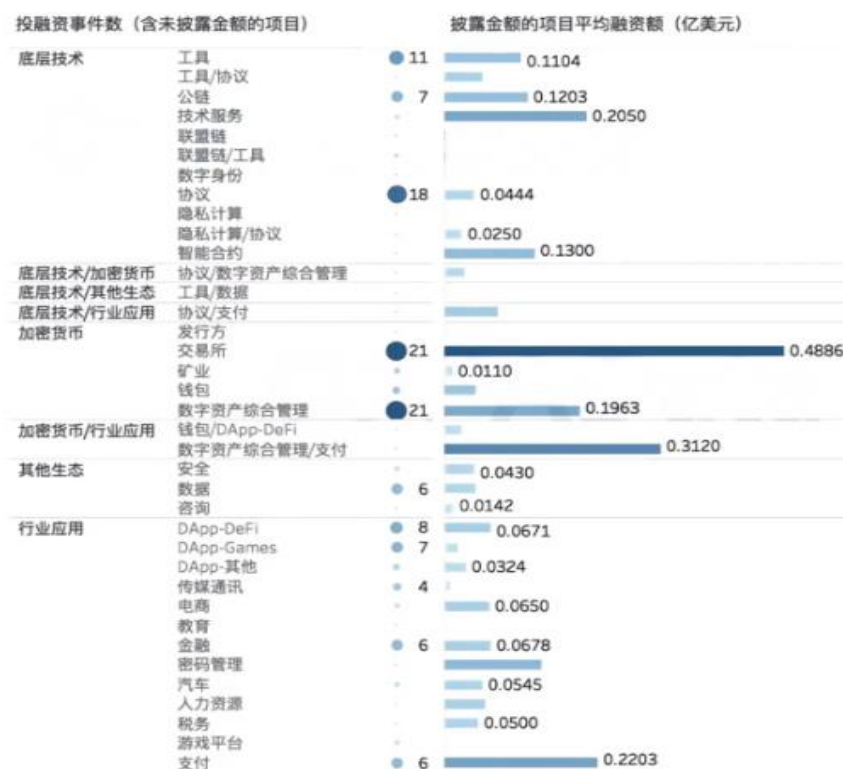 投融资事件数（含未披露金额的项目） 披露金额的项目平均融资额（亿美元）
底层技术 工具 11 0.1104
工具/协议
公链 7 0.1203
技术服务 0.2050
联盟链
联盟链/工具
数字身份
协议 18 0.0444
隐私计算
隐私计算/协议 0.0250
智能合约 0.1300
底层技术/加密货币 协议/数字资产综合管理
底层技术/其他生态 工具/数据
底层技术/行业应用 协议/支付
加密货币 发行方
交易所 21 0.4886
矿业 0.0110
钱包
数字资产综合管理 21 0.1963
加密货币/行业应用 钱包/DApp-DeFi
数字资产综合管理/支付 0.3120
其他生态 安全 0.0430
数据 6
咨询 0.0142
行业应用 DApp-DeFi 8 0.0671
DApp-Games 7
DApp-其他 0.0324
传媒通讯 4
电商 0.0650
教育
金融 6 0.0678
密码管理
汽车 0.0545
人力资源
税务 0.0500
游戏平台
支付 6 0.2203